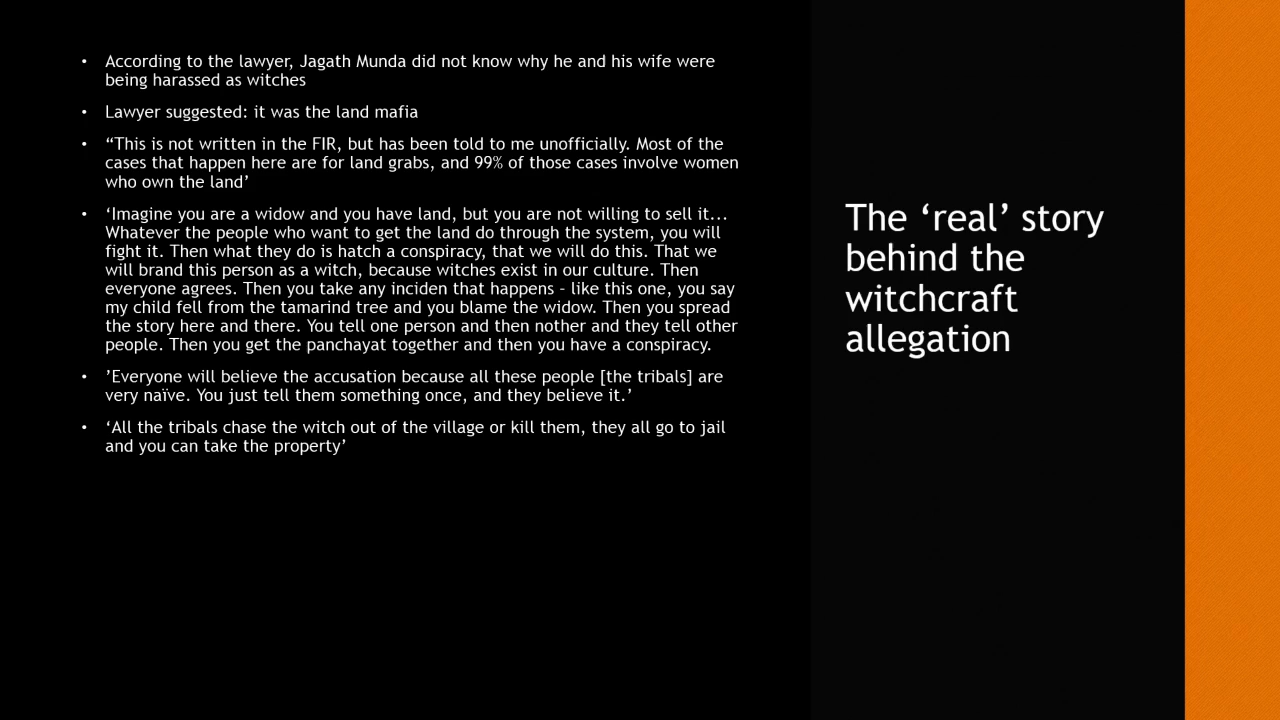 • According to the lawyer, Jagath Munda did not know why he and his wife were
being harassed as witches
• Lawyer suggested: it was the land mafia
• “This is not written in the FIR, but has been told to me unofficially. Most of the
cases that happen here are for land grabs, and 99% of those cases involve women
who own the land’
• ‘Imagine you are a widow and you have land, but you are not willing to sell it...
Whatever the people who want to get the land do through the system, you will
fight it. Then what they do is hatch a conspiracy, that we will do this. That we
will brand this person as a witch, because witches exist in our culture. Then
everyone agrees. Then you take any inciden that happens – like this one, you say
my child fell from the tamarind tree and you blame the widow. Then you spread
the story here and there. You tell one person and then nother and they tell other
people. Then you get the panchayat together and then you have a conspiracy.
• ’Everyone will believe the accusation because all these people [the tribals] are
very naïve. You just tell them something once, and they believe it.’
• ‘All the tribals chase the witch out of the village or kill them, they all go to jail
and you can take the property’
The ‘real’ story
behind the
witchcraft
allegation